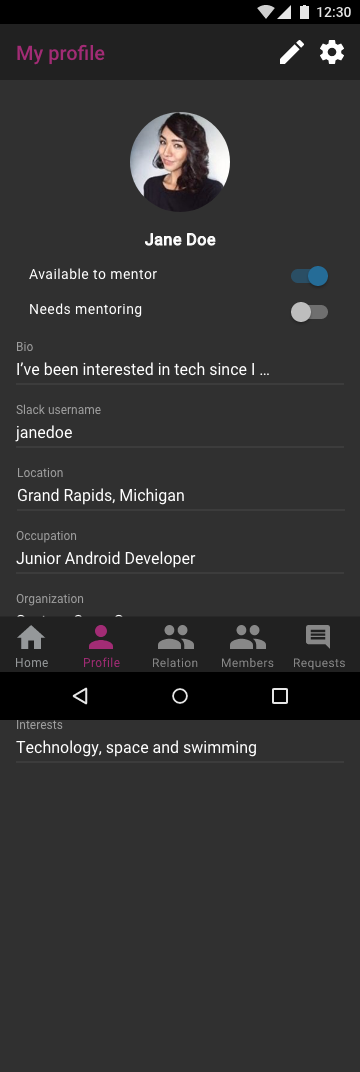 12:30
My profile
Jane Doe
Available to mentor
Needs mentoring
Bio
I've been interested in tech since I ...
Slack username
janedoe
Location
Grand Rapids, Michigan
Occupation
Junior Android Developer
Organization
Home Profile Relation Members Requests
Interests
Technology, space and swimming